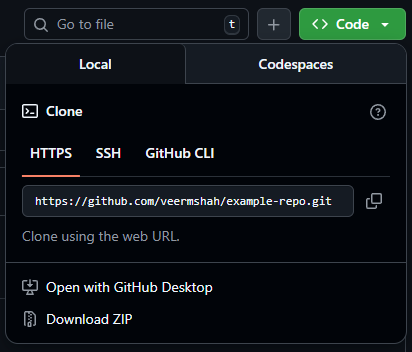 Go to file
t
Code
Local
Codespaces
Clone
HTTPS
SSH
GitHub CLI
https://github.com/veermshah/example-repo.git
Clone using the web URL.
Open with GitHub Desktop
Download ZIP